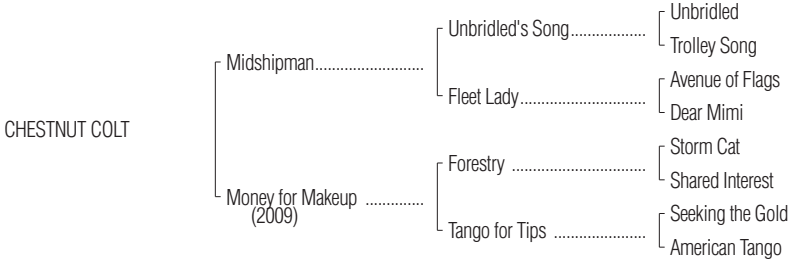 Unbridled
Unbridled's Song..................
Trolley Song
Midshipman..........................
Avenue of Flags
Fleet Lady..............................
Dear Mimi
CHESTNUT COLT
Storm Cat
Forestry ................................
Shared Interest
Money for Makeup ..............
(2009)
Seeking the Gold
Tango for Tips ......................
American Tango